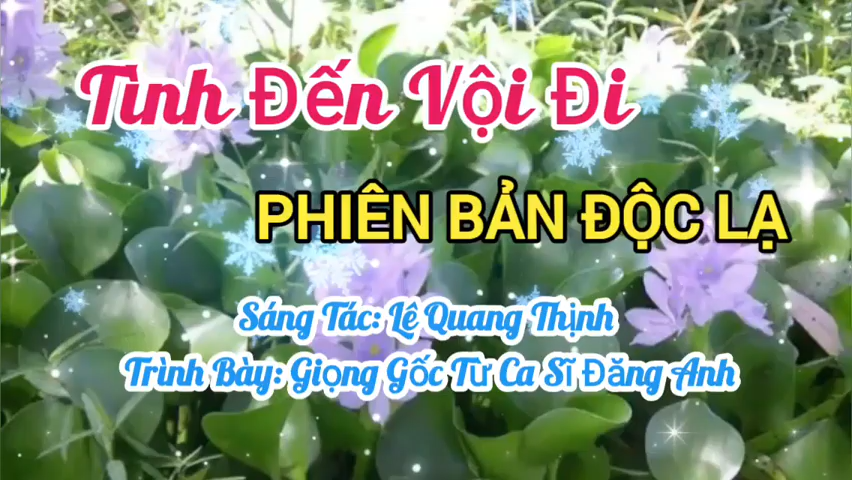 Tình Đến Vội Đi
PHIÊN BẢN ĐỘC LẠ
Sáng Tác: Lê Quang Thịnh
Trình Bày: Giọng Gốc Từ Ca Sĩ Đăng Anh